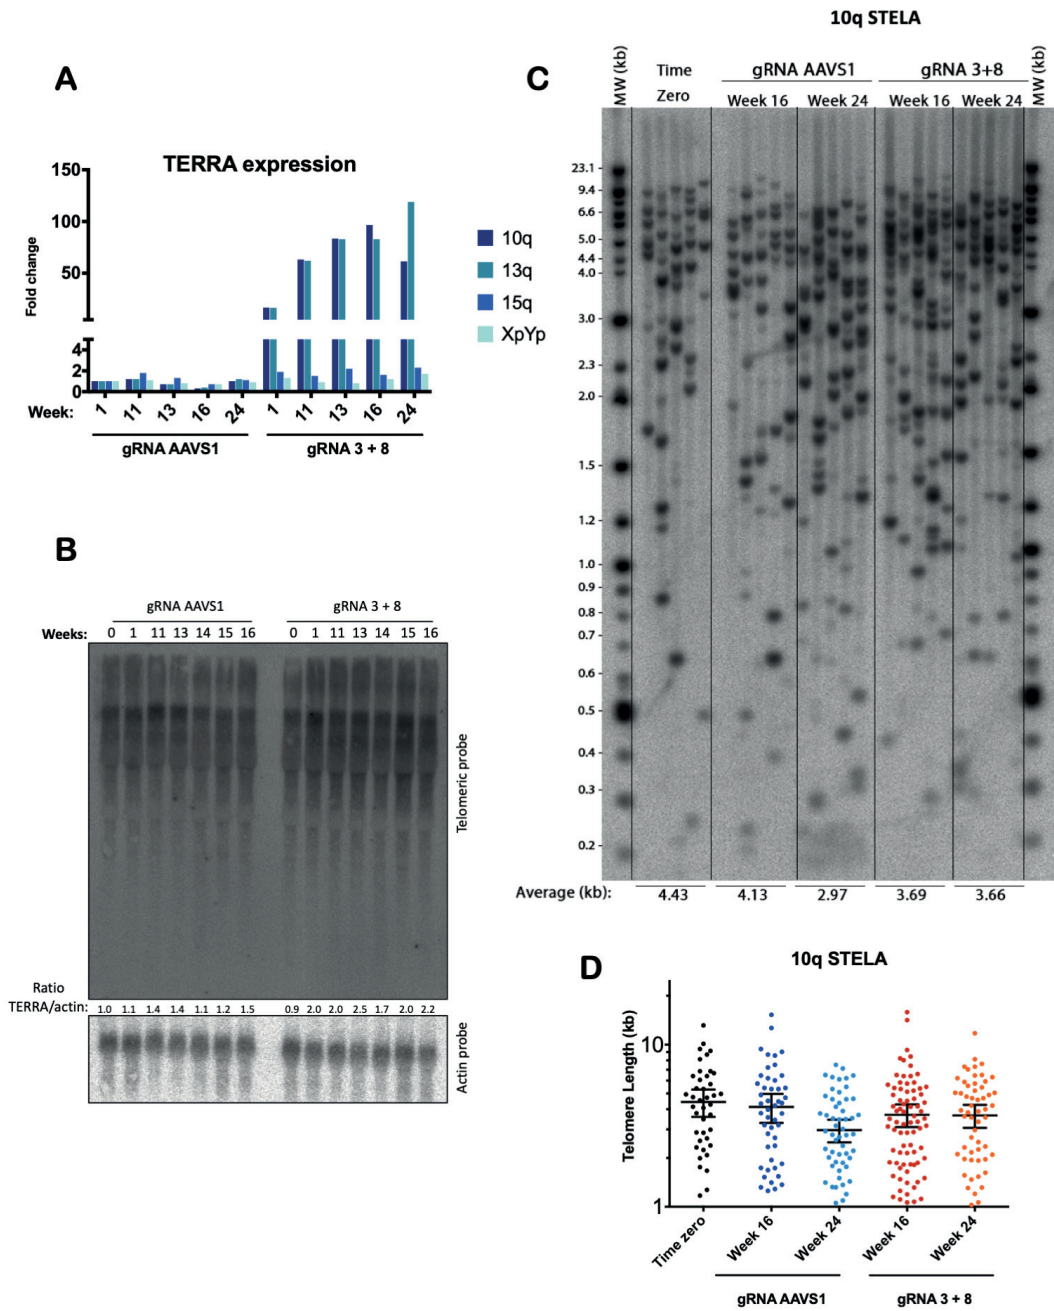 A
TERRA expression
Fold change
150
100
50
4
2
0
10q
13q
15q
XpYp
Week:
1 11 13 16 24 1 11 13 16 24
gRNA AAVS1 gRNA 3 + 8
B
gRNA AAVS1 gRNA 3 + 8
Weeks: 0 1 11 13 14 15 16 0 1 11 13 14 15 16
Telomeric probe
Ratio
TERRA/actin: 1.0 1.1 1.4 1.4 1.1 1.2 1.5 0.9 2.0 2.0 2.5 1.7 2.0 2.2
Actin probe
10q STELA
C
MW (kb) Time Zero gRNA AAVS1 gRNA 3+8 MW (kb)
Week 16 Week 24 Week 16 Week 24
23.1
9.4
6.6
5.0
4.4
4.0
3.0
2.3
2.0
1.5
1.2
1.0
0.9
0.8
0.7
0.6
0.5
0.4
0.3
0.2
Average (kb): 4.43 4.13 2.97 3.69 3.66
D
10q STELA
Telomere Length (kb)
10
1
Time zero Week 16 Week 24 Week 16 Week 24
gRNA AAVS1 gRNA 3 + 8